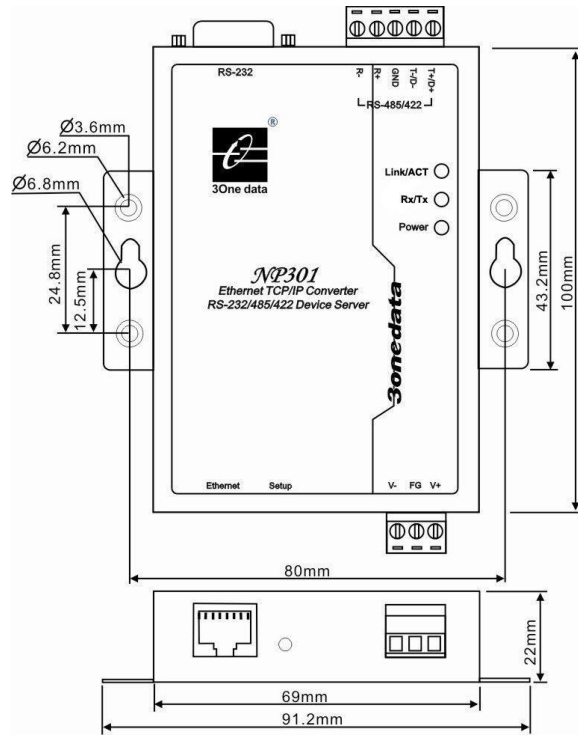 RS-232
R-
R+
GND
T-/D-
T+/D+
RS-485/422
®
3One data
Link/ACT
Rx/Tx
Power
Ø3.6mm
Ø6.2mm
Ø6.8mm
24.8mm
12.5mm
43.2mm
100mm
NP301
Ethernet TCP/IP Converter
RS-232/485/422 Device Server
3onedata
Ethernet Setup V- FG V+
80mm
22mm
69mm
91.2mm